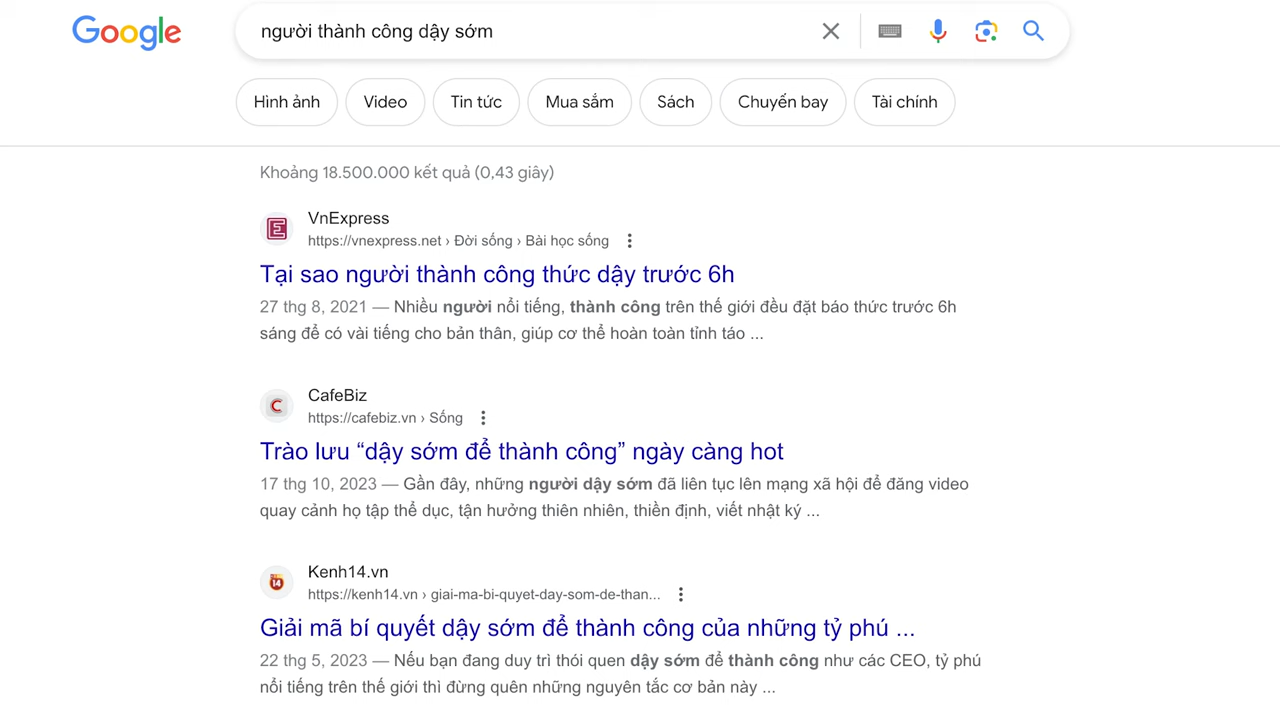 Google
người thành công dậy sớm
Hình ảnh
Video
Tin tức
Mua sắm
Sách
Chuyến bay
Tài chính
Khoảng 18.500.000 kết quả (0,43 giây)
VnExpress
https://vnexpress.net › Đời sống › Bài học sống
Tại sao người thành công thức dậy trước 6h
27 thg 8, 2021 — Nhiều người nổi tiếng, thành công trên thế giới đều đặt báo thức trước 6h
sáng để có vài tiếng cho bản thân, giúp cơ thể hoàn toàn tỉnh táo ...
CafeBiz
https://cafebiz.vn › Sống
Trào lưu “dậy sớm để thành công” ngày càng hot
17 thg 10, 2023 — Gần đây, những người dậy sớm đã liên tục lên mạng xã hội để đăng video
quay cảnh họ tập thể dục, tận hưởng thiên nhiên, thiền định, viết nhật ký ...
Kenh14.vn
https://kenh14.vn › giai-ma-bi-quyet-day-som-de-than...
Giải mã bí quyết dậy sớm để thành công của những tỷ phú ...
22 thg 5, 2023 — Nếu bạn đang duy trì thói quen dậy sớm để thành công như các CEO, tỷ phú
nổi tiếng trên thế giới thì đừng quên những nguyên tắc cơ bản này ...